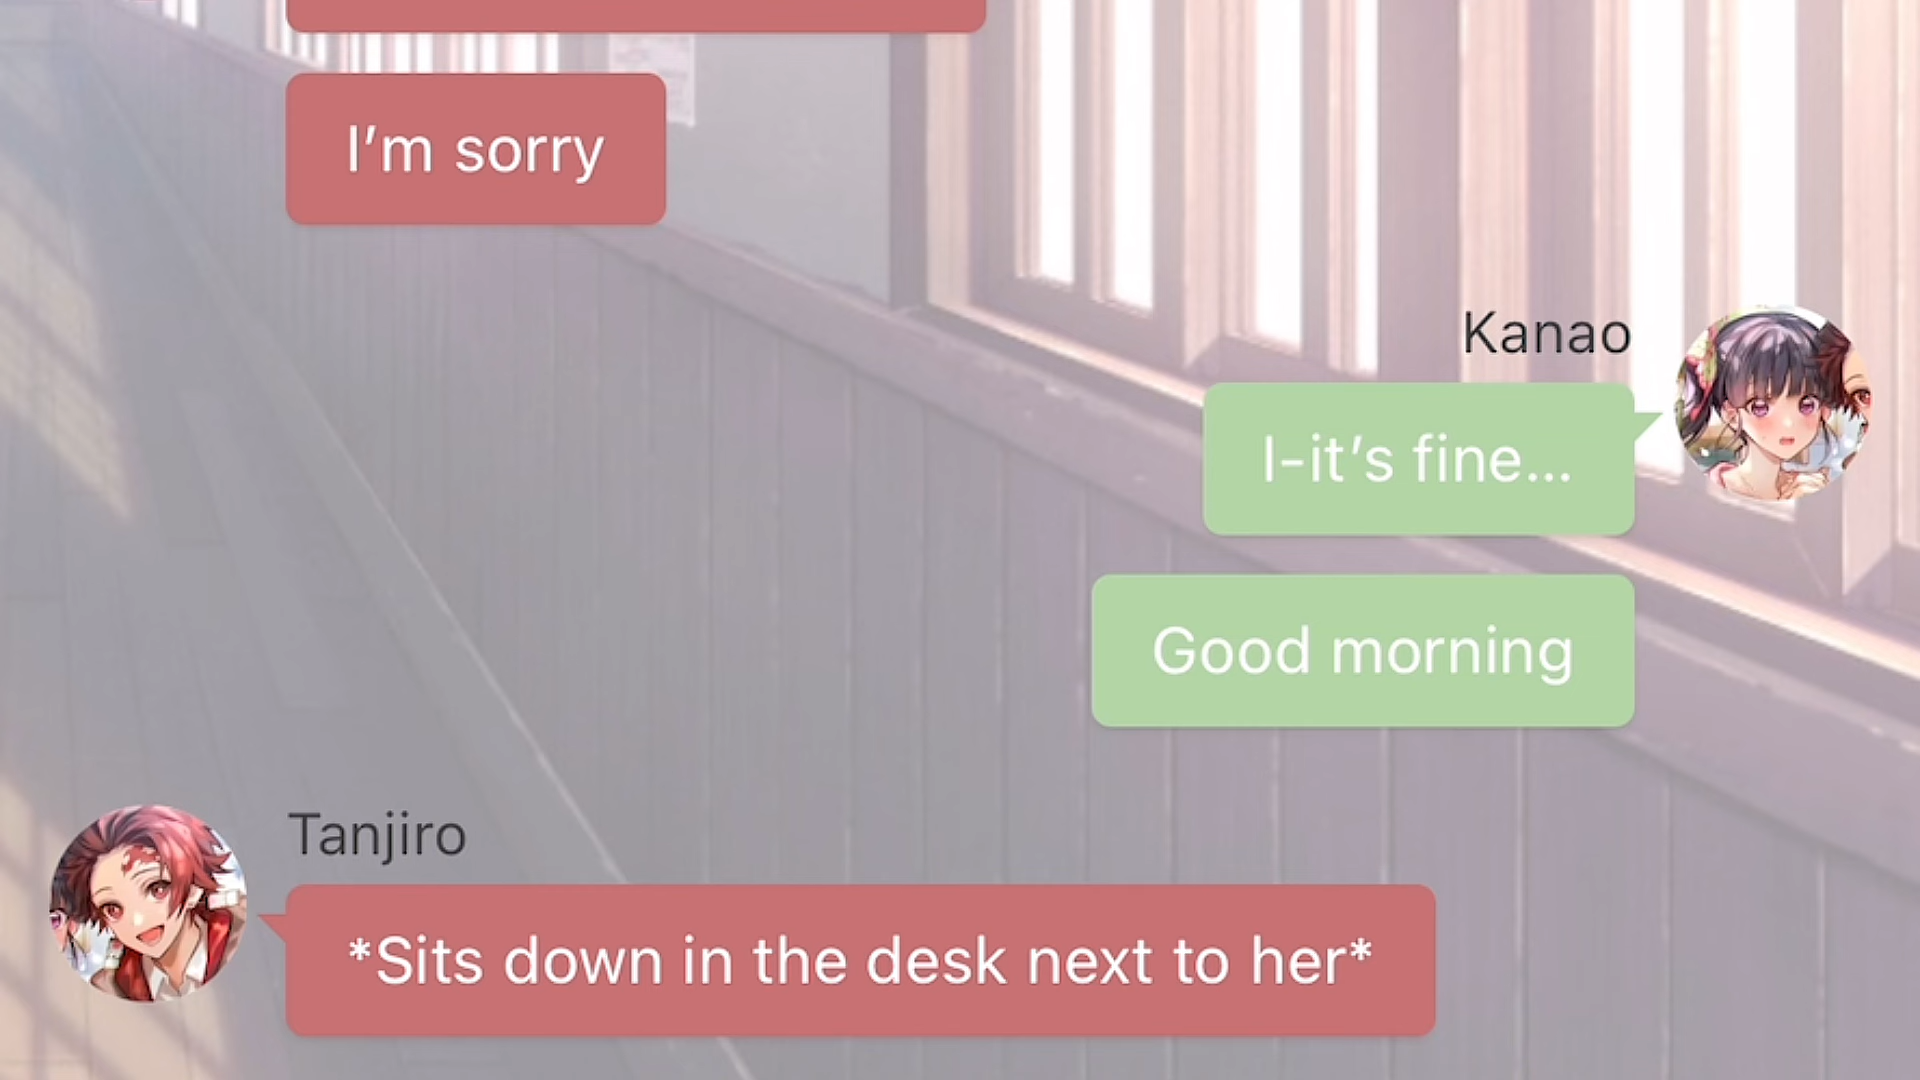 I’m sorry
Kanao
I-it’s fine...
Good morning
Tanjiro
*Sits down in the desk next to her*